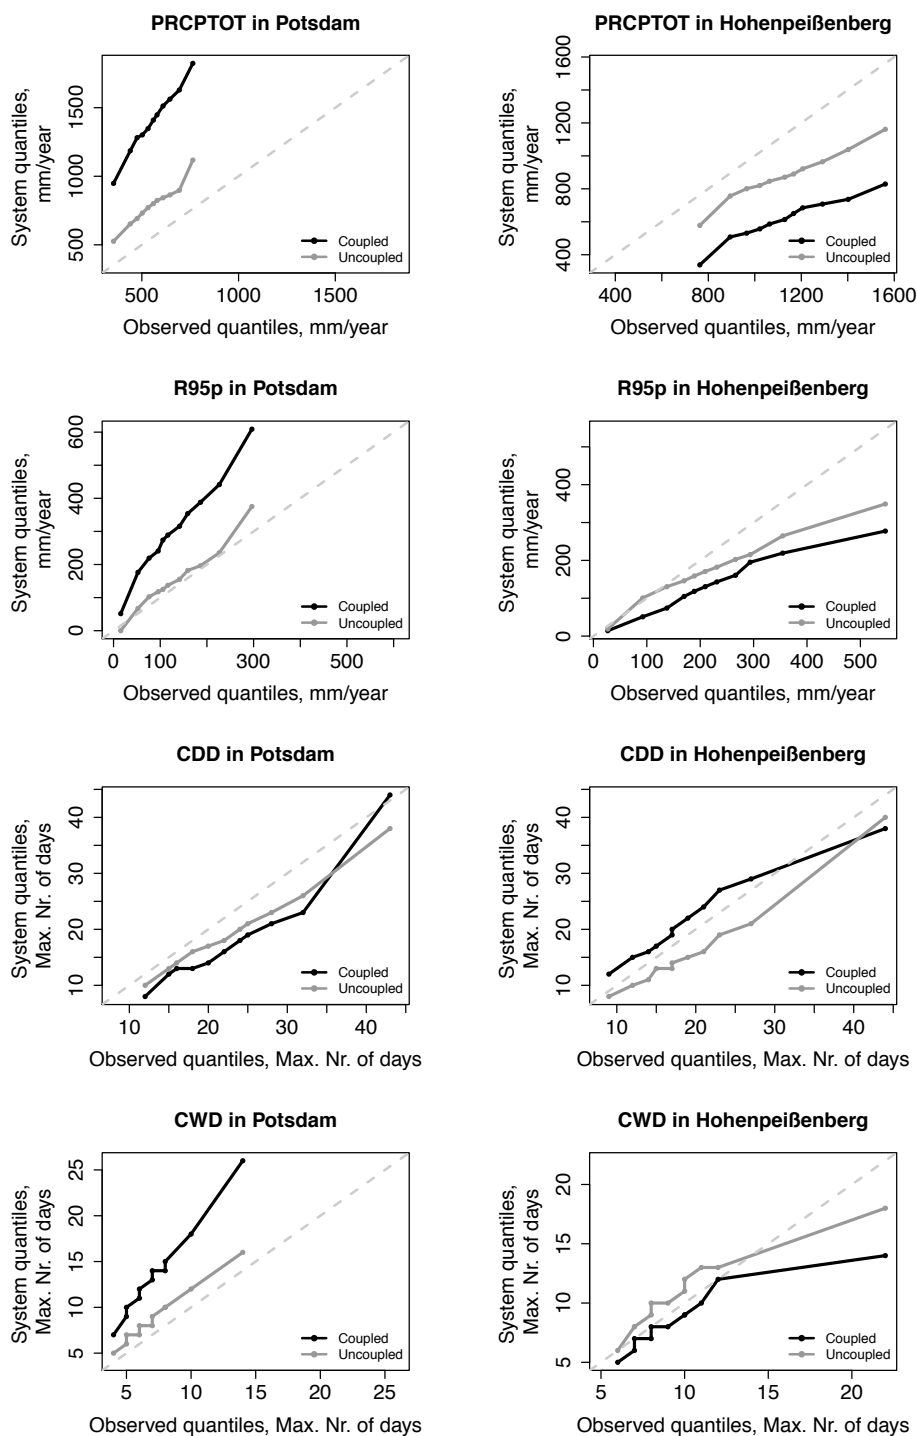 PRCPTOT in Potsdam
System quantiles,
mm/year
500
1000
1500
Coupled
Uncoupled
500
1000
1500
Observed quantiles, mm/year
PRCPTOT in Hohenpeißenberg
System quantiles,
mm/year
400
800
1200
1600
Coupled
Uncoupled
400
800
1200
1600
Observed quantiles, mm/year
R95p in Potsdam
System quantiles,
mm/year
0
200
400
600
Coupled
Uncoupled
0
100
300
500
Observed quantiles, mm/year
R95p in Hohenpeißenberg
System quantiles,
mm/year
0
200
400
Coupled
Uncoupled
0
100
200
300
400
500
Observed quantiles, mm/year
CDD in Potsdam
System quantiles,
Max. Nr. of days
10
20
30
40
Coupled
Uncoupled
10
20
30
40
Observed quantiles, Max. Nr. of days
CDD in Hohenpeißenberg
System quantiles,
Max. Nr. of days
10
20
30
40
Coupled
Uncoupled
10
20
30
40
Observed quantiles, Max. Nr. of days
CWD in Potsdam
System quantiles,
Max. Nr. of days
5
10
15
20
25
Coupled
Uncoupled
5
10
15
20
25
Observed quantiles, Max. Nr. of days
CWD in Hohenpeißenberg
System quantiles,
Max. Nr. of days
5
10
15
20
Coupled
Uncoupled
5
10
15
20
Observed quantiles, Max. Nr. of days